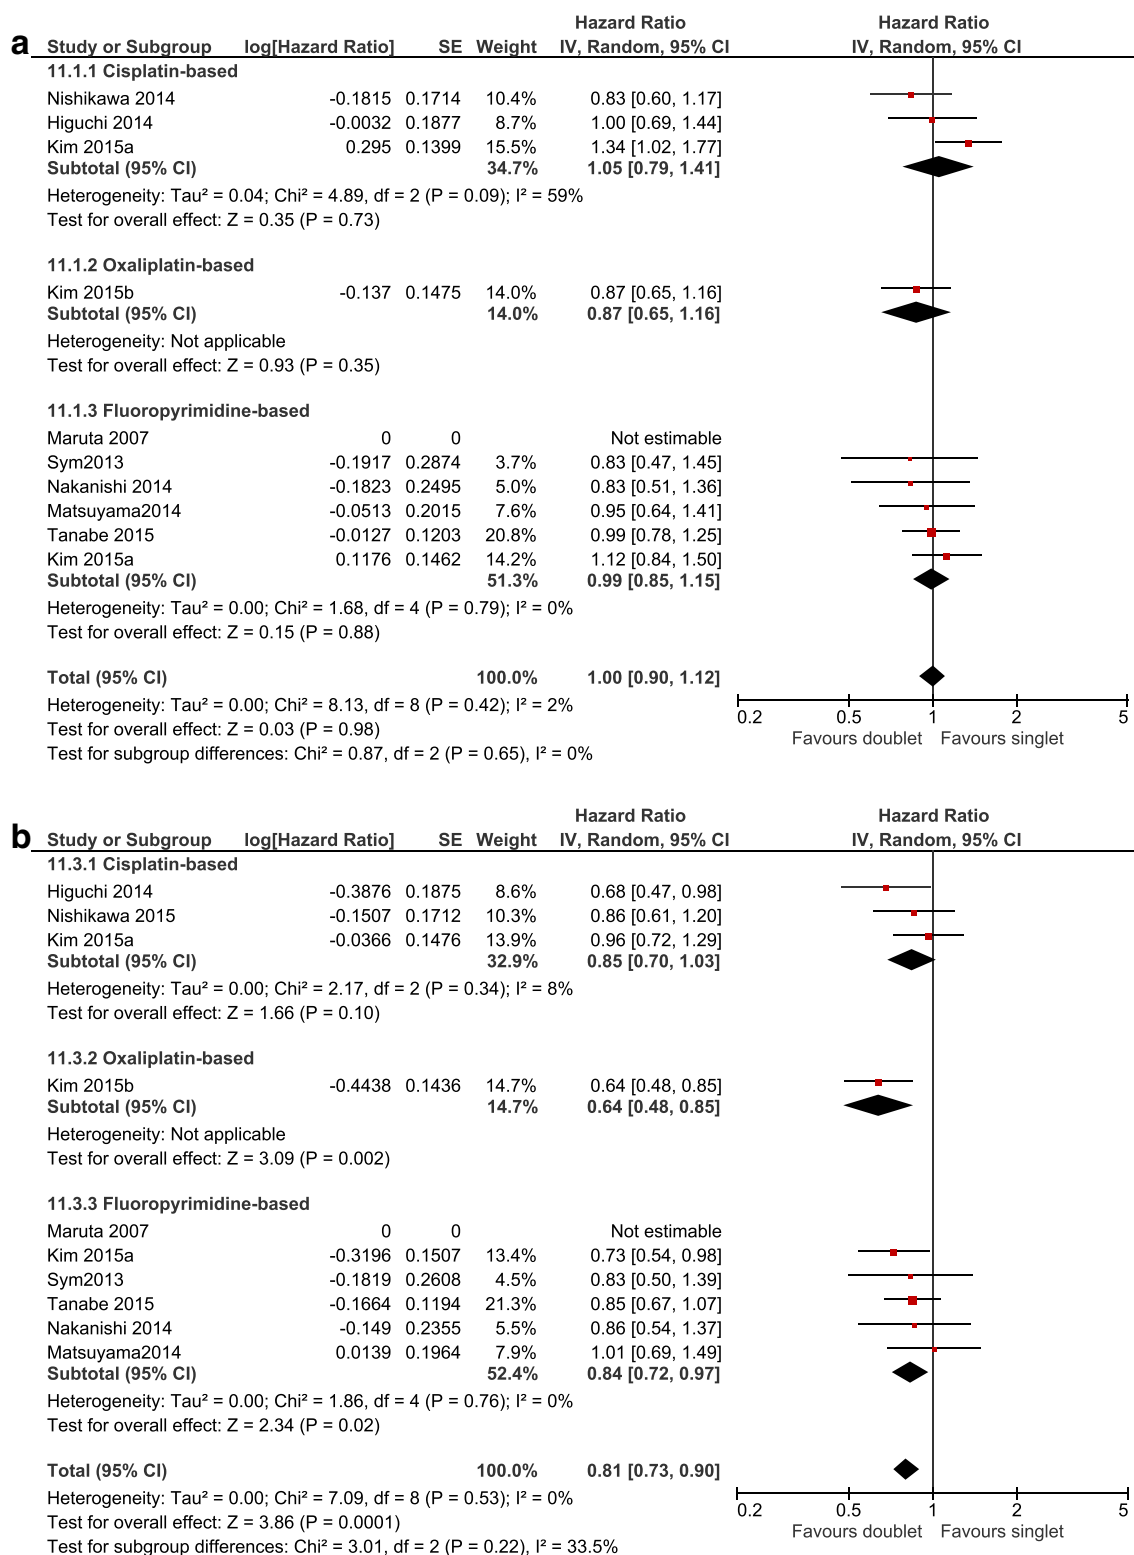 Hazard Ratio Hazard Ratio
a Study or Subgroup log[Hazard Ratio] SE Weight IV, Random, 95% CI IV, Random, 95% CI
11.1.1 Cisplatin-based
Nishikawa 2014 -0.1815 0.1714 10.4% 0.83 [0.60, 1.17]
Higuchi 2014 -0.0032 0.1877 8.7% 1.00 [0.69, 1.44]
Kim 2015a 0.295 0.1399 15.5% 1.34 [1.02, 1.77]
Subtotal (95% CI) 34.7% 1.05 [0.79, 1.41]
Heterogeneity: Tau² = 0.04; Chi² = 4.89, df = 2 (P = 0.09); I² = 59%
Test for overall effect: Z = 0.35 (P = 0.73)
11.1.2 Oxaliplatin-based
Kim 2015b -0.137 0.1475 14.0% 0.87 [0.65, 1.16]
Subtotal (95% CI) 14.0% 0.87 [0.65, 1.16]
Heterogeneity: Not applicable
Test for overall effect: Z = 0.93 (P = 0.35)
11.1.3 Fluoropyrimidine-based
Maruta 2007 0 0 Not estimable
Sym2013 -0.1917 0.2874 3.7% 0.83 [0.47, 1.45]
Nakanishi 2014 -0.1823 0.2495 5.0% 0.83 [0.51, 1.36]
Matsuyama2014 -0.0513 0.2015 7.6% 0.95 [0.64, 1.41]
Tanabe 2015 -0.0127 0.1203 20.8% 0.99 [0.78, 1.25]
Kim 2015a 0.1176 0.1462 14.2% 1.12 [0.84, 1.50]
Subtotal (95% CI) 51.3% 0.99 [0.85, 1.15]
Heterogeneity: Tau² = 0.00; Chi² = 1.68, df = 4 (P = 0.79); I² = 0%
Test for overall effect: Z = 0.15 (P = 0.88)
Total (95% CI) 100.0% 1.00 [0.90, 1.12]
Heterogeneity: Tau² = 0.00; Chi² = 8.13, df = 8 (P = 0.42); I² = 2%
Test for overall effect: Z = 0.03 (P = 0.98)
Test for subgroup differences: Chi² = 0.87, df = 2 (P = 0.65), I² = 0%
0.2 0.5 1 2 5
Favours doublet Favours singlet
Hazard Ratio Hazard Ratio
b Study or Subgroup log[Hazard Ratio] SE Weight IV, Random, 95% CI IV, Random, 95% CI
11.3.1 Cisplatin-based
Higuchi 2014 -0.3876 0.1875 8.6% 0.68 [0.47, 0.98]
Nishikawa 2015 -0.1507 0.1712 10.3% 0.86 [0.61, 1.20]
Kim 2015a -0.0366 0.1476 13.9% 0.96 [0.72, 1.29]
Subtotal (95% CI) 32.9% 0.85 [0.70, 1.03]
Heterogeneity: Tau² = 0.00; Chi² = 2.17, df = 2 (P = 0.34); I² = 8%
Test for overall effect: Z = 1.66 (P = 0.10)
11.3.2 Oxaliplatin-based
Kim 2015b -0.4438 0.1436 14.7% 0.64 [0.48, 0.85]
Subtotal (95% CI) 14.7% 0.64 [0.48, 0.85]
Heterogeneity: Not applicable
Test for overall effect: Z = 3.09 (P = 0.002)
11.3.3 Fluoropyrimidine-based
Maruta 2007 0 0 Not estimable
Kim 2015a -0.3196 0.1507 13.4% 0.73 [0.54, 0.98]
Sym2013 -0.1819 0.2608 4.5% 0.83 [0.50, 1.39]
Tanabe 2015 -0.1664 0.1194 21.3% 0.85 [0.67, 1.07]
Nakanishi 2014 -0.149 0.2355 5.5% 0.86 [0.54, 1.37]
Matsuyama2014 0.0139 0.1964 7.9% 1.01 [0.69, 1.49]
Subtotal (95% CI) 52.4% 0.84 [0.72, 0.97]
Heterogeneity: Tau² = 0.00; Chi² = 1.86, df = 4 (P = 0.76); I² = 0%
Test for overall effect: Z = 2.34 (P = 0.02)
Total (95% CI) 100.0% 0.81 [0.73, 0.90]
Heterogeneity: Tau² = 0.00; Chi² = 7.09, df = 8 (P = 0.53); I² = 0%
Test for overall effect: Z = 3.86 (P = 0.0001)
Test for subgroup differences: Chi² = 3.01, df = 2 (P = 0.22), I² = 33.5%
0.2 0.5 1 2 5
Favours doublet Favours singlet